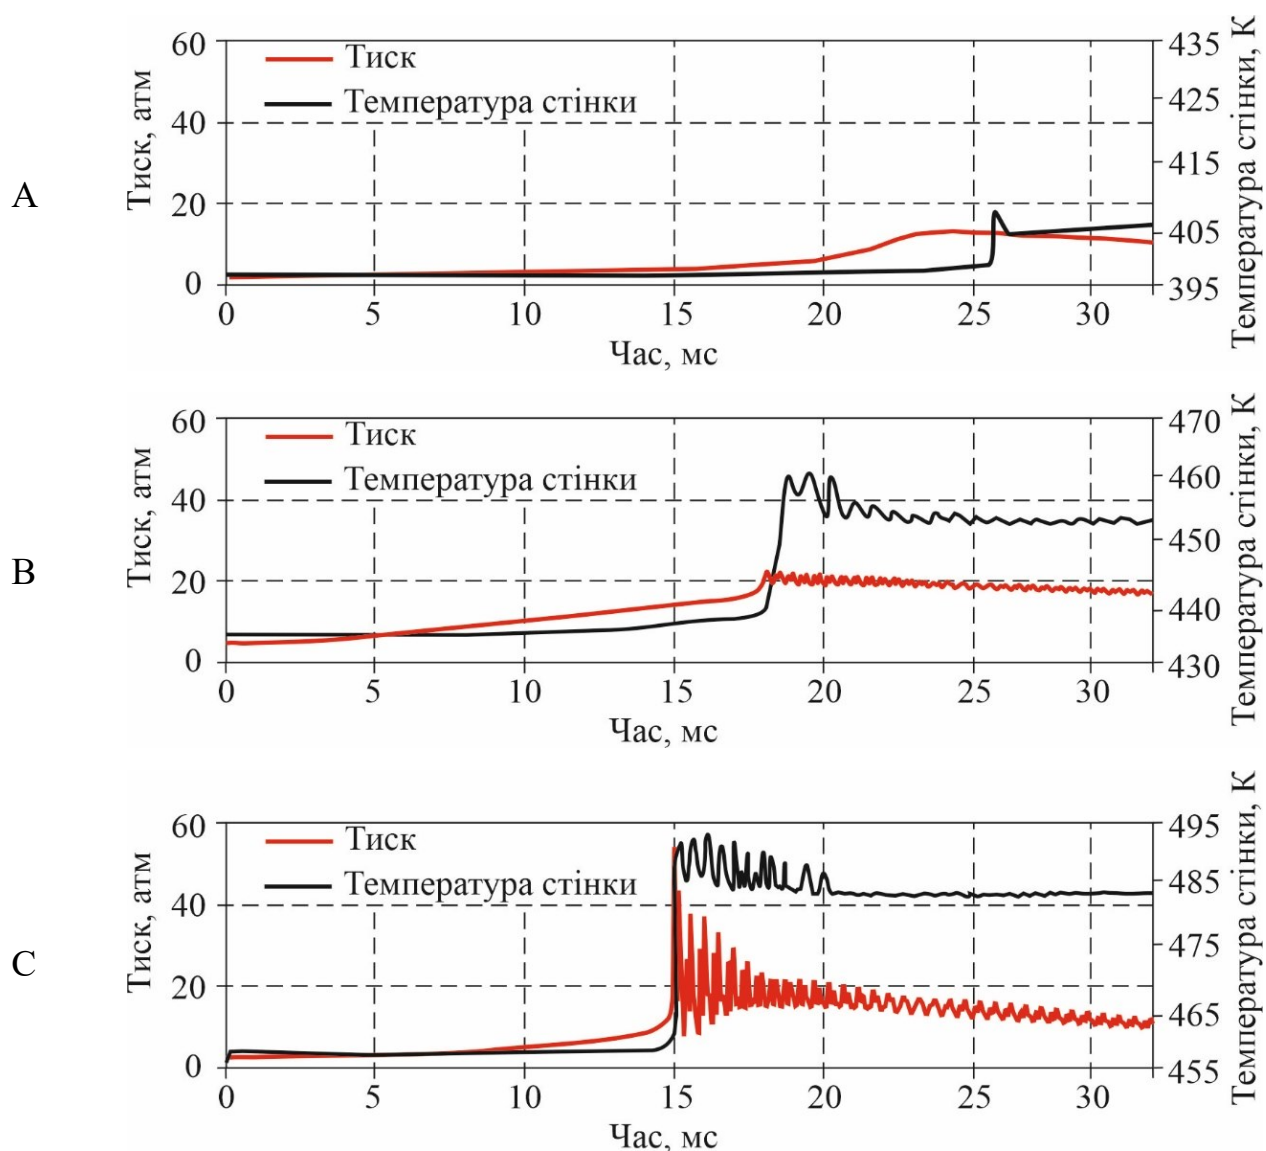 A
60
40
20
0
Тиск, атм
Тиск
Температура стінки
435
425
415
405
395
Температура стінки, К
0 5 10 15 20 25 30
Час, мс
B
60
40
20
0
Тиск, атм
Тиск
Температура стінки
470
460
450
440
430
Температура стінки, К
0 5 10 15 20 25 30
Час, мс
C
60
40
20
0
Тиск, атм
Тиск
Температура стінки
495
485
475
465
455
Температура стінки, К
0 5 10 15 20 25 30
Час, мс